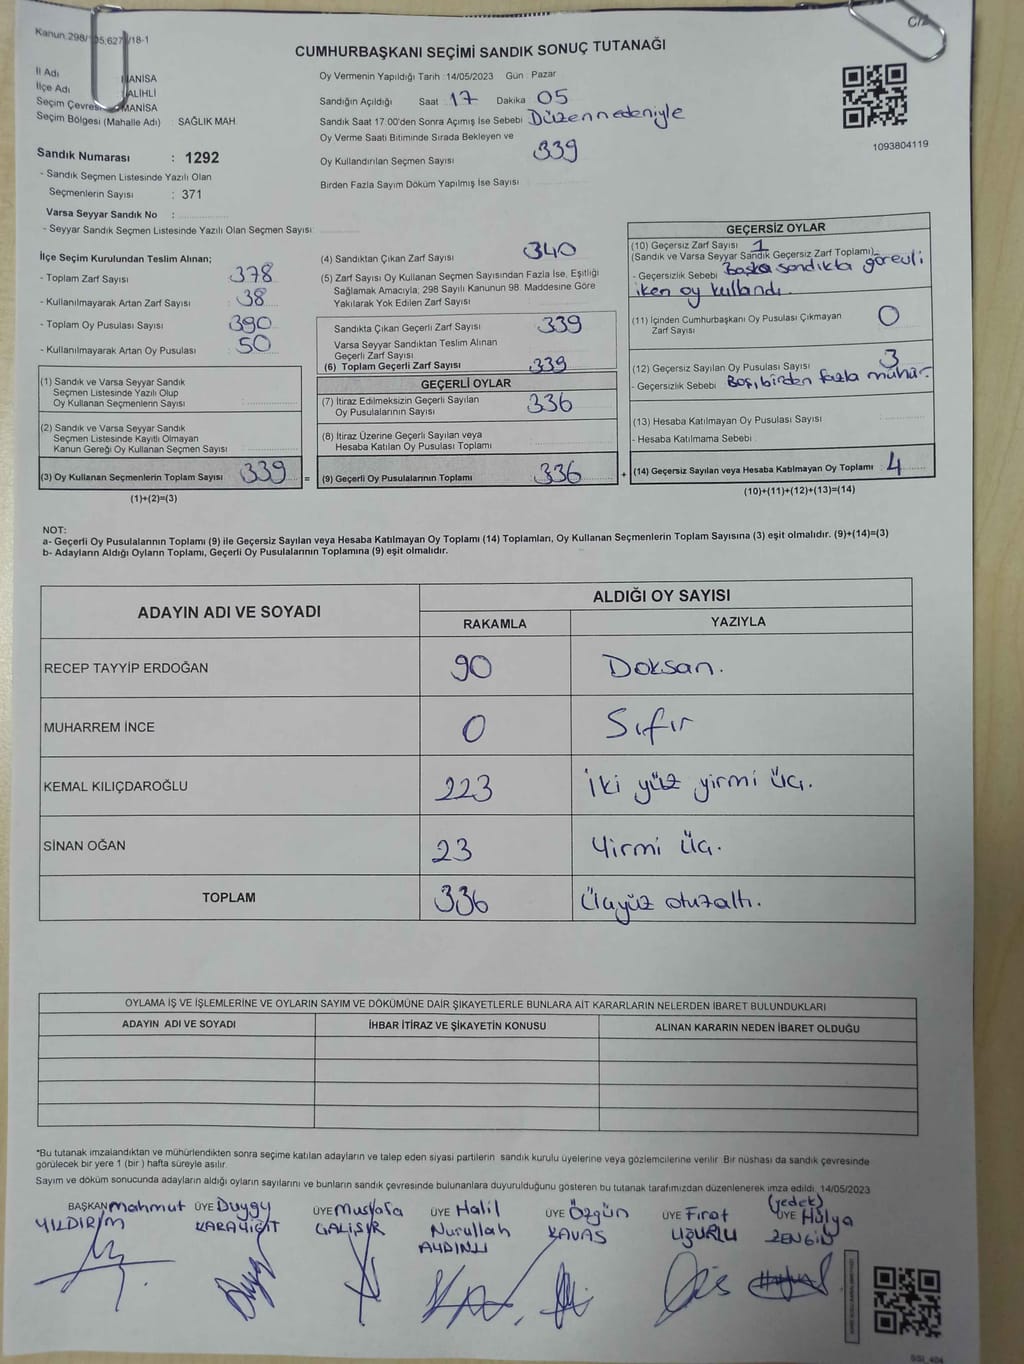 Kanun.298/105;627/18-1
C/2
CUMHURBAŞKANI SEÇİMİ SANDIK SONUÇ TUTANAĞI
İl Adı MANİSA
İlçe Adı SALİHLİ
Seçim Çevresi MANİSA
Seçim Bölgesi (Mahalle Adı) : SAĞLIK MAH.
Sandık Numarası : 1292
- Sandık Seçmen Listesinde Yazılı Olan
Seçmenlerin Sayısı : 371
Varsa Seyyar Sandık No :
- Seyyar Sandık Seçmen Listesinde Yazılı Olan Seçmen Sayısı:
Oy Vermenin Yapıldığı Tarih : 14/05/2023 Gün : Pazar
Sandığın Açıldığı Saat 17 Dakika 05
Sandık Saat 17:00'den Sonra Açımış İse Sebebi Düzen nedeniyle
Oy Verme Saati Bitiminde Sırada Bekleyen ve
Oy Kullandırılan Seçmen Sayısı 339
Birden Fazla Sayım Döküm Yapılmış İse Sayısı
1093804119
İlçe Seçim Kurulundan Teslim Alınan;
- Toplam Zarf Sayısı 378
- Kullanılmayarak Artan Zarf Sayısı 38
- Toplam Oy Pusulası Sayısı 390
- Kullanılmayarak Artan Oy Pusulası 50
(1) Sandık ve Varsa Seyyar Sandık
Seçmen Listesinde Yazılı Olup
Oy Kullanan Seçmenlerin Sayısı
(2) Sandık ve Varsa Seyyar Sandık
Seçmen Listesinde Kayıtlı Olmayan
Kanun Gereği Oy Kullanan Seçmen Sayısı
(3) Oy Kullanan Seçmenlerin Toplam Sayısı 339 =
(1)+(2)=(3)
(4) Sandıktan Çıkan Zarf Sayısı 340
(5) Zarf Sayısı Oy Kullanan Seçmen Sayısından Fazla İse, Eşitliği
Sağlamak Amacıyla; 298 Sayılı Kanunun 98. Maddesine Göre
Yakılarak Yok Edilen Zarf Sayısı
Sandıkta Çıkan Geçerli Zarf Sayısı 339
Varsa Seyyar Sandıktan Teslim Alınan
Geçerli Zarf Sayısı
(6) Toplam Geçerli Zarf Sayısı 339
GEÇERLİ OYLAR
(7) İtiraz Edilmeksizin Geçerli Sayılan
Oy Pusulalarının Sayısı 336
(8) İtiraz Üzerine Geçerli Sayılan veya
Hesaba Katılan Oy Pusulası Toplamı
(9) Geçerli Oy Pusulalarının Toplamı 336 +
GEÇERSİZ OYLAR
(10) Geçersiz Zarf Sayısı 1
(Sandık ve Varsa Seyyar Sandık Geçersiz Zarf Toplamı)
- Geçersizlik Sebebi Başka sandıkta görevli
iken oy kullandı.
(11) İçinden Cumhurbaşkanı Oy Pusulası Çıkmayan
Zarf Sayısı 0
(12) Geçersiz Sayılan Oy Pusulası Sayısı 3
- Geçersizlik Sebebi Boş, birden fazla mühür.
(13) Hesaba Katılmayan Oy Pusulası Sayısı
- Hesaba Katılmama Sebebi
(14) Geçersiz Sayılan veya Hesaba Katılmayan Oy Toplamı : 4
(10)+(11)+(12)+(13)=(14)
NOT:
a- Geçerli Oy Pusulalarının Toplamı (9) ile Geçersiz Sayılan veya Hesaba Katılmayan Oy Toplamı (14) Toplamları, Oy Kullanan Seçmenlerin Toplam Sayısına (3) eşit olmalıdır. (9)+(14)=(3)
b- Adayların Aldığı Oyların Toplamı, Geçerli Oy Pusulalarının Toplamına (9) eşit olmalıdır.
ADAYIN ADI VE SOYADI ALDIĞI OY SAYISI
RAKAMLA YAZIYLA
RECEP TAYYİP ERDOĞAN 90 Doksan.
MUHARREM İNCE 0 Sıfır
KEMAL KILIÇDAROĞLU 223 İki yüz yirmi üç.
SİNAN OĞAN 23 Yirmi üç.
TOPLAM 336 Üçyüz otuzaltı.
OYLAMA İŞ VE İŞLEMLERİNE VE OYLARIN SAYIM VE DÖKÜMÜNE DAİR ŞİKAYETLERLE BUNLARA AİT KARARLARIN NELERDEN İBARET BULUNDUKLARI
ADAYIN ADI VE SOYADI İHBAR İTİRAZ VE ŞİKAYETİN KONUSU ALINAN KARARIN NEDEN İBARET OLDUĞU
*Bu tutanak imzalandıktan ve mühürlendikten sonra seçime katılan adayların ve talep eden siyasi partilerin sandık kurulu üyelerine veya gözlemcilerine verilir. Bir nüshası da sandık çevresinde
görülecek bir yere 1 (bir ) hafta süreyle asılır.
Sayım ve döküm sonucunda adayların aldığı oyların sayılarını ve bunların sandık çevresinde bulunanlara duyurulduğunu gösteren bu tutanak tarafımızdan düzenlenerek imza edildi. 14/05/2023
BAŞKAN Mahmut ÜYE Duygy ÜYE Mustafa ÜYE Halil ÜYE Özgün ÜYE Fırat (yedek) ÜYE Hülya
YILDIRIM KARAYİĞİT ÇALIŞIR Nurullah KAVAS UĞURLU ZENGİN
AYDINLI